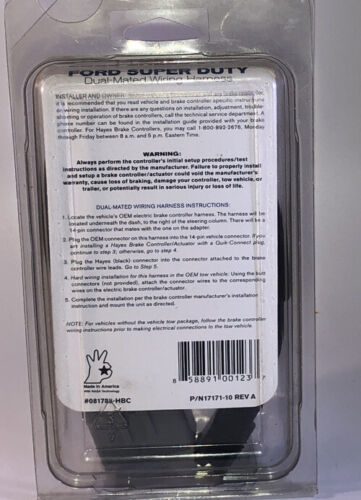 FORD SUPER DUTY
Dual-Mated Wiring Harness
INSTALLER AND OWNER: any brake controller,
it is recommended that you read vehicle and brake controller specific instructions
on wiring installation. If there are any questions on installation, adjustment, trouble-
shooting or operation of brake controllers, call the technical service department. A
phone number can be found in the installation guide provided with your brake
controller. For Hayes Brake Controllers, you may call 1-800-892-2676, Monday
through Friday between 8 a.m. and 5 p.m. Eastern Time.
WARNING:
Always perform the controller's initial setup procedures/test
instructions as directed by the manufacturer. Failure to properly install
and setup a brake controller/actuator could void the manufacturer's
warranty, cause loss of braking, damage your controller, tow vehicle, or
trailer, or potentially result in serious injury or loss of life.
DUAL-MATED WIRING HARNESS INSTRUCTIONS:
1. Locate the vehicle's OEM electric brake controller harness. The harness will be
located underneath the dash, to the right of the steering column. There will be a
14-pin connector that mates with the one on the adapter.
2. Plug the OEM connector on this harness into the 14-pin vehicle connector. If you
are installing a Hayes Brake Controller/Actuator with a Quik-Connect plug,
continue to step 3; otherwise, go to step 4.
3. Plug the Hayes (black) connector into the connector attached to the brake
controller wire leads. Go to Step 5.
4. Hard wiring installation for this harness in the OEM tow vehicle: Using the butt
connectors (not provided), attach the connector wires to the corresponding
wires on the electric brake controller/actuator.
5. Complete the installation per the brake controller manufacturer's installation
instruction and mount the unit as directed.
NOTE: For vehicles without the vehicle tow package, follow the brake controller
wiring instructions prior to making electrical connections to the tow vehicle.
Made in America
With NASA Technology
#081788-HBC
8 58891 00123 7
P/N17171-10 REV A